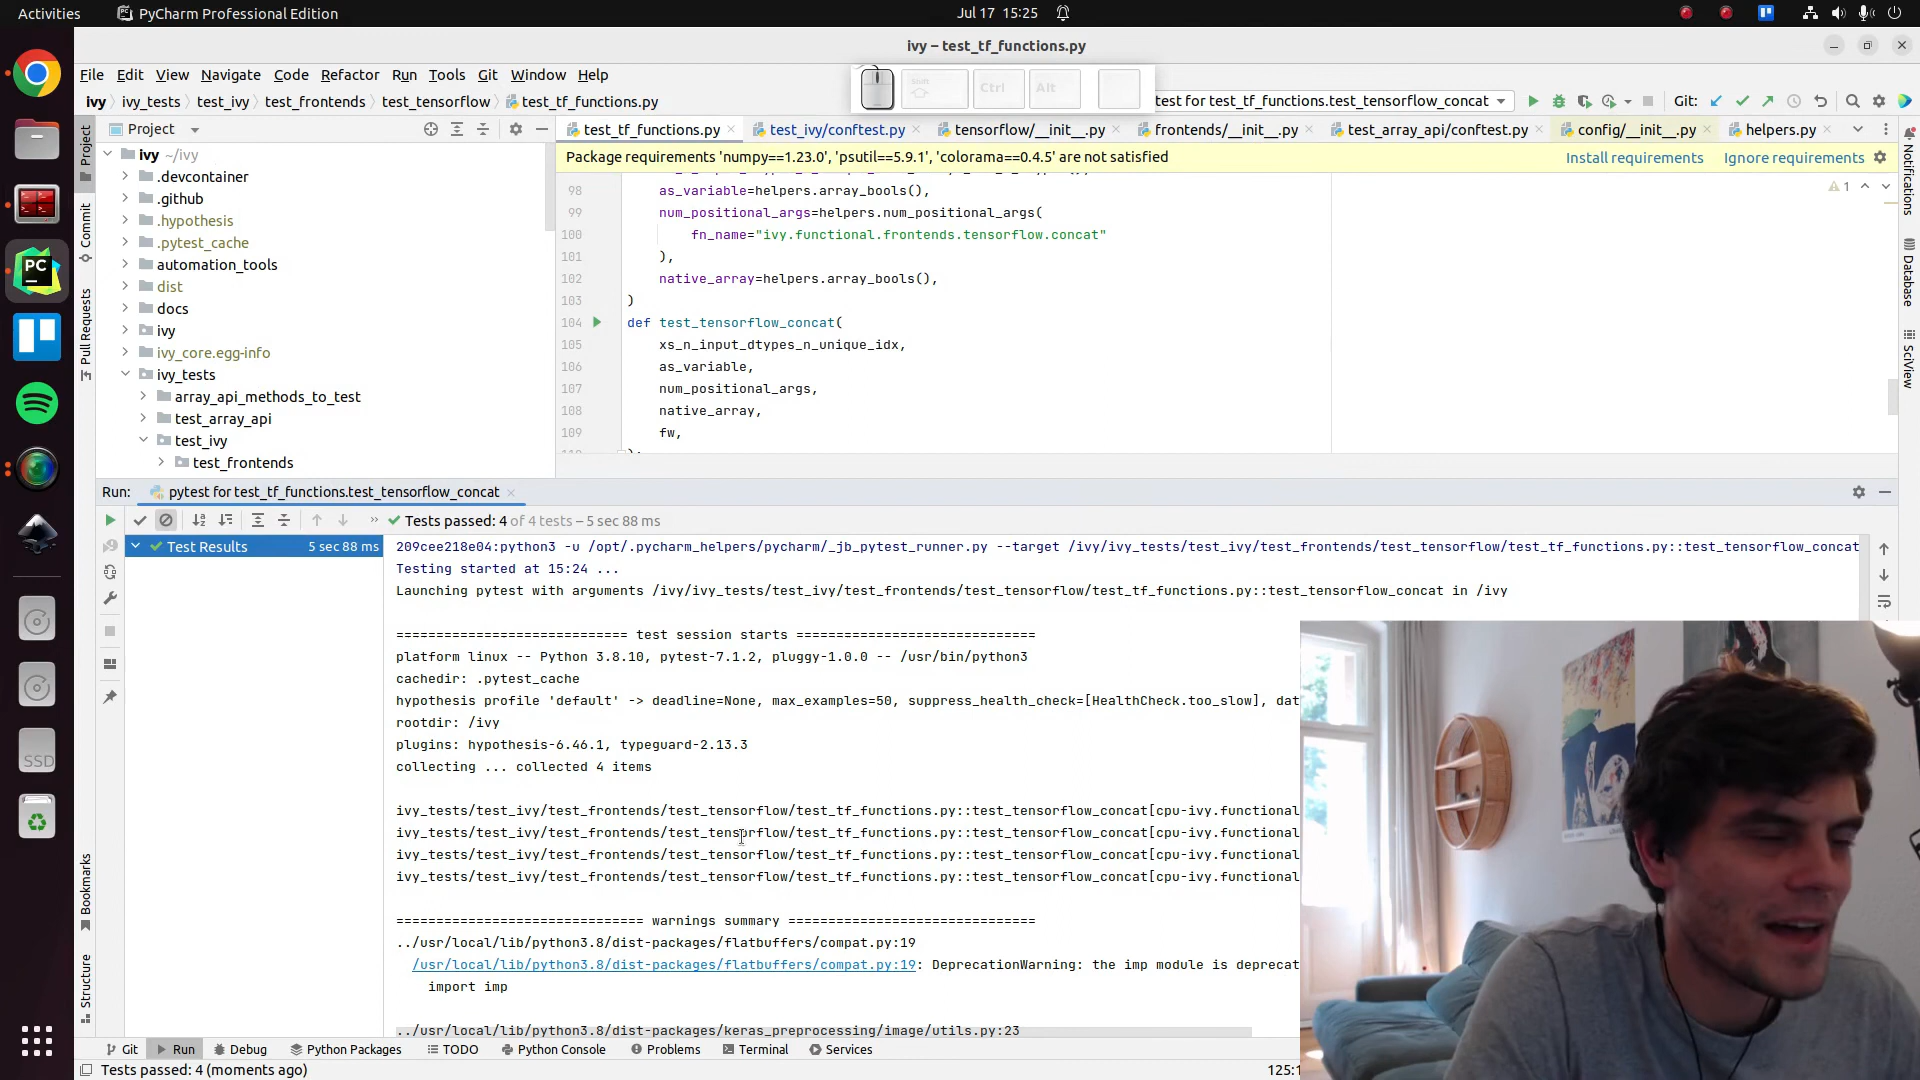 Activities
PyCharm Professional Edition
Jul 17 15:25
ivy – test_tf_functions.py
File Edit View Navigate Code Refactor Run Tools Git Window Help
Shift
Ctrl
Alt
ivy ivy_tests test_ivy test_frontends test_tensorflow test_tf_functions.py
test for test_tf_functions.test_tensorflow_concat
Git:
Project
test_tf_functions.py
test_ivy/conftest.py
tensorflow/__init__.py
frontends/__init__.py
test_array_api/conftest.py
config/__init__.py
helpers.py
Package requirements 'numpy==1.23.0', 'psutil==5.9.1', 'colorama==0.4.5' are not satisfied
Install requirements
Ignore requirements
ivy ~/ivy
.devcontainer
.github
.hypothesis
.pytest_cache
automation_tools
dist
docs
ivy
ivy_core.egg-info
ivy_tests
array_api_methods_to_test
test_array_api
test_ivy
test_frontends
98 as_variable=helpers.array_bools(),
99 num_positional_args=helpers.num_positional_args(
100 fn_name="ivy.functional.frontends.tensorflow.concat"
101 ),
102 native_array=helpers.array_bools(),
103 )
104 def test_tensorflow_concat(
105 xs_n_input_dtypes_n_unique_idx,
106 as_variable,
107 num_positional_args,
108 native_array,
109 fw,
1
Project
Commit
Pull Requests
Bookmarks
Structure
Notifications
Database
SciView
Run: pytest for test_tf_functions.test_tensorflow_concat
Tests passed: 4 of 4 tests – 5 sec 88 ms
Test Results 5 sec 88 ms
209cee218e04:python3 -u /opt/.pycharm_helpers/pycharm/_jb_pytest_runner.py --target /ivy/ivy_tests/test_ivy/test_frontends/test_tensorflow/test_tf_functions.py::test_tensorflow_concat
Testing started at 15:24 ...
Launching pytest with arguments /ivy/ivy_tests/test_ivy/test_frontends/test_tensorflow/test_tf_functions.py::test_tensorflow_concat in /ivy
============================= test session starts ==============================
platform linux -- Python 3.8.10, pytest-7.1.2, pluggy-1.0.0 -- /usr/bin/python3
cachedir: .pytest_cache
hypothesis profile 'default' -> deadline=None, max_examples=50, suppress_health_check=[HealthCheck.too_slow], dat
rootdir: /ivy
plugins: hypothesis-6.46.1, typeguard-2.13.3
collecting ... collected 4 items
ivy_tests/test_ivy/test_frontends/test_tensorflow/test_tf_functions.py::test_tensorflow_concat[cpu-ivy.functional
ivy_tests/test_ivy/test_frontends/test_tensorflow/test_tf_functions.py::test_tensorflow_concat[cpu-ivy.functional
ivy_tests/test_ivy/test_frontends/test_tensorflow/test_tf_functions.py::test_tensorflow_concat[cpu-ivy.functional
ivy_tests/test_ivy/test_frontends/test_tensorflow/test_tf_functions.py::test_tensorflow_concat[cpu-ivy.functional
=============================== warnings summary ===============================
../usr/local/lib/python3.8/dist-packages/flatbuffers/compat.py:19
/usr/local/lib/python3.8/dist-packages/flatbuffers/compat.py:19: DeprecationWarning: the imp module is deprecat
import imp
../usr/local/lib/python3.8/dist-packages/keras_preprocessing/image/utils.py:23
PC
SSD
Git Run Debug Python Packages TODO Python Console Problems Terminal Services
Tests passed: 4 (moments ago)
125:1